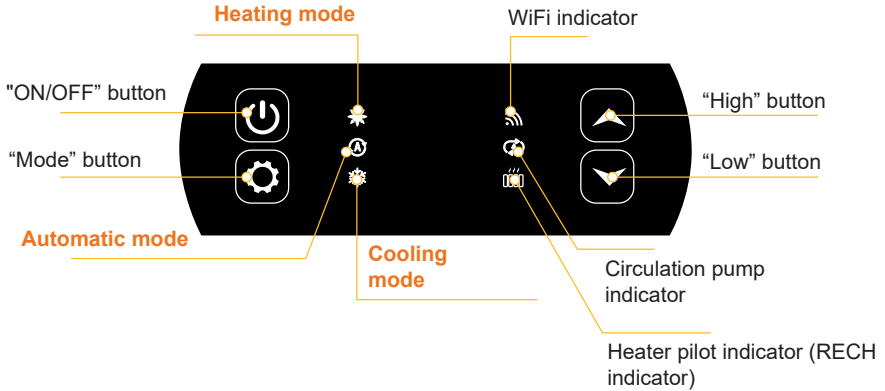 Heating mode
WiFi indicator
"ON/OFF” button
“High” button
A
“Mode” button
“Low” button
Automatic mode
Cooling
mode
Circulation pump
indicator
Heater pilot indicator (RECH
indicator)